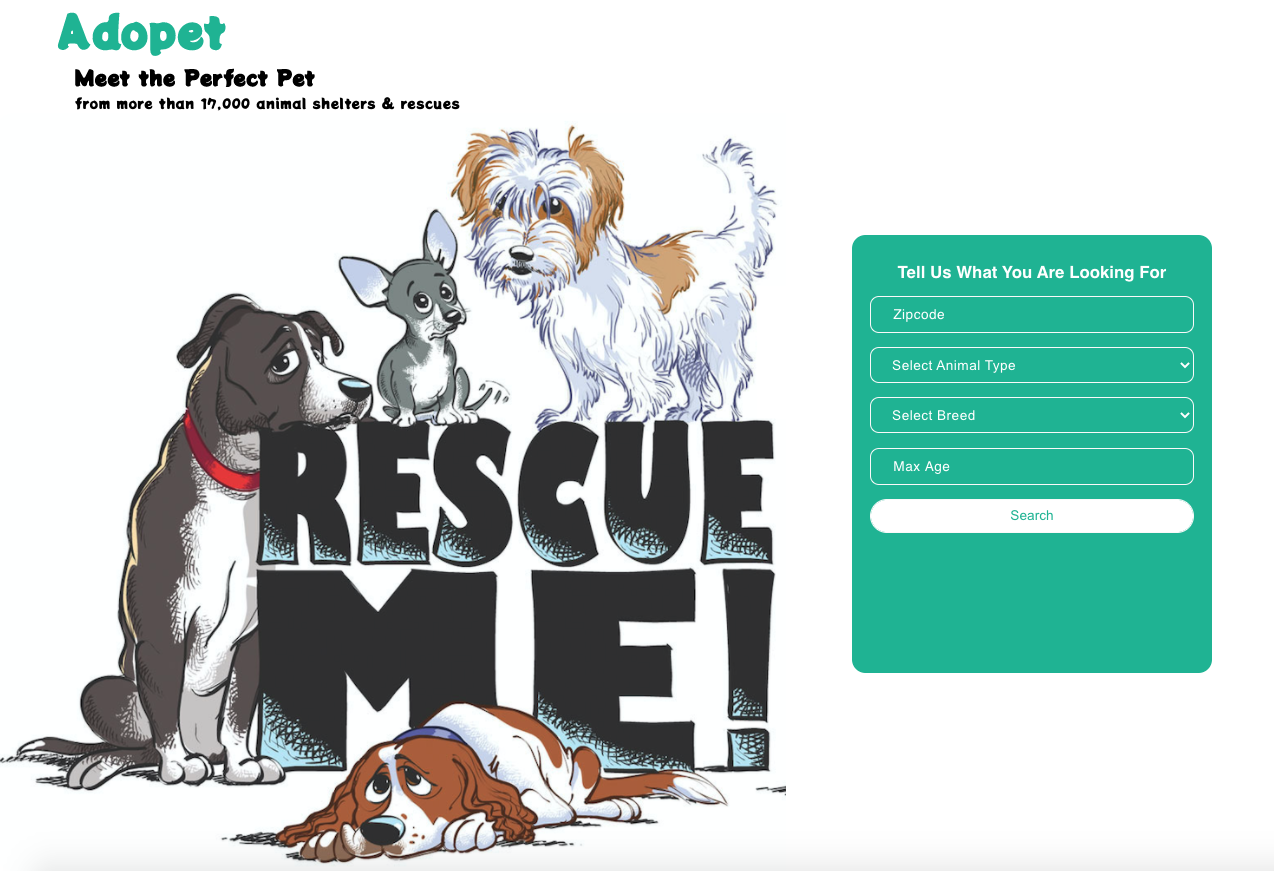 Adopet
Meet the Perfect Pet
from more than 17,000 animal shelters & rescues
RESCUE
ME!
Tell Us What You Are Looking For
Zipcode
Select Animal Type
Select Breed
Max Age
Search